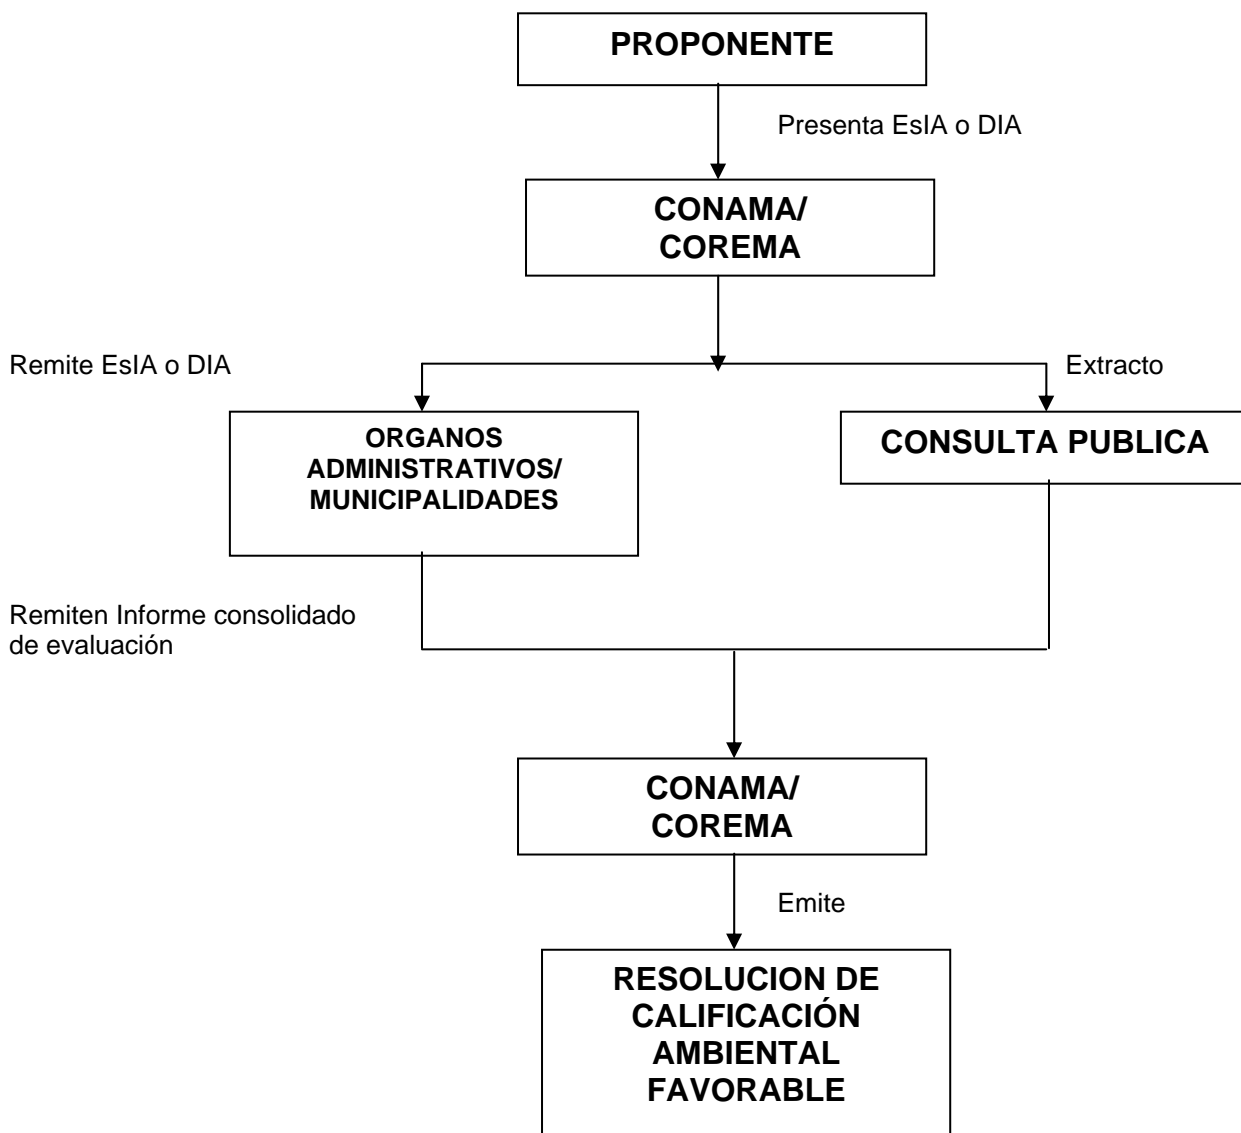 PROPONENTE
Presenta EsIA o DIA
CONAMA/
COREMA
Remite EsIA o DIA
Extracto
ORGANOS
ADMINISTRATIVOS/
MUNICIPALIDADES
CONSULTA PUBLICA
Remiten Informe consolidado
de evaluación
CONAMA/
COREMA
Emite
RESOLUCION DE
CALIFICACIÓN
AMBIENTAL
FAVORABLE